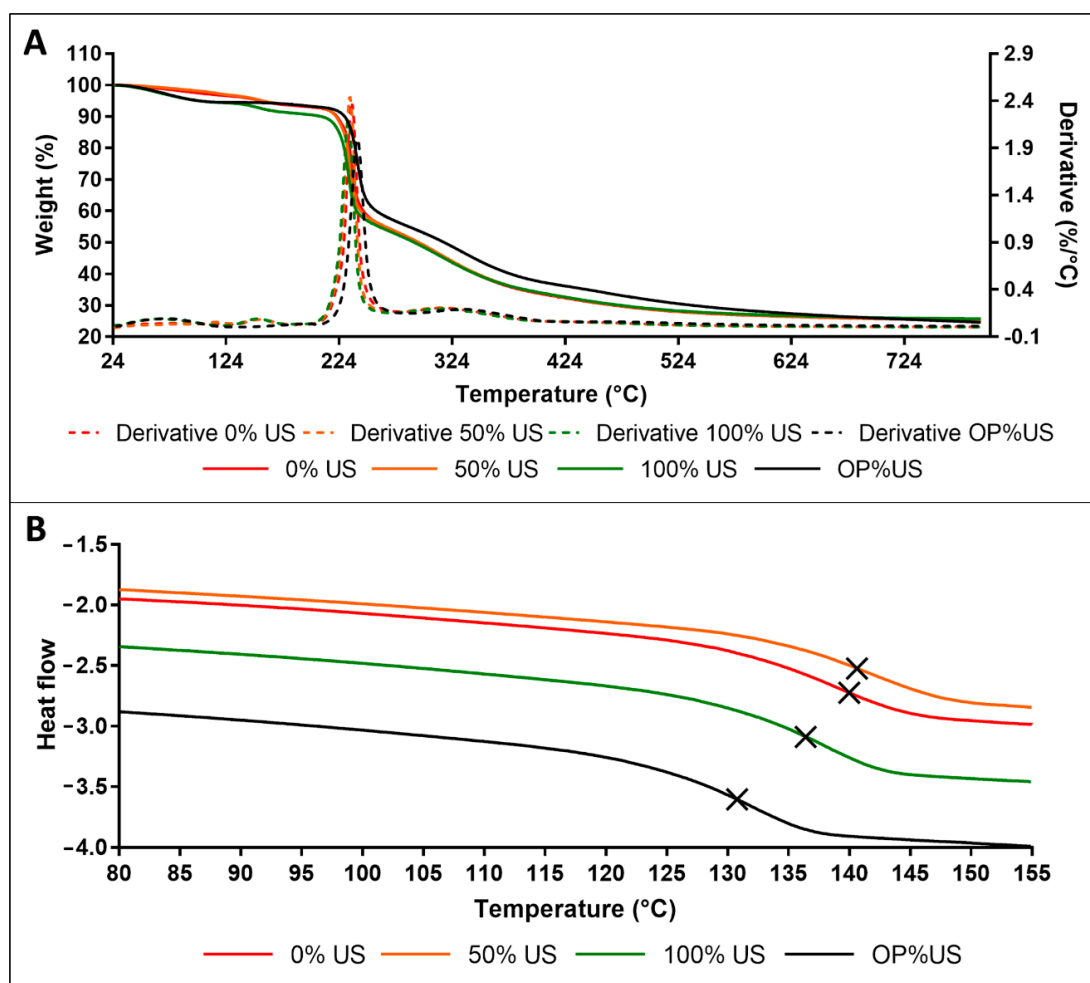 A
110
100
90
80
70
60
50
40
30
20
Weight (%)
2.9
2.4
1.9
1.4
0.9
0.4
-0.1
Derivative (%/°C)
24 124 224 324 424 524 624 724
Temperature (°C)
Derivative 0% US Derivative 50% US Derivative 100% US Derivative OP%US
0% US 50% US 100% US OP%US
B
−1.5
−2.0
−2.5
−3.0
−3.5
−4.0
Heat flow
80 85 90 95 100 105 110 115 120 125 130 135 140 145 150 155
Temperature (°C)
0% US 50% US 100% US OP%US